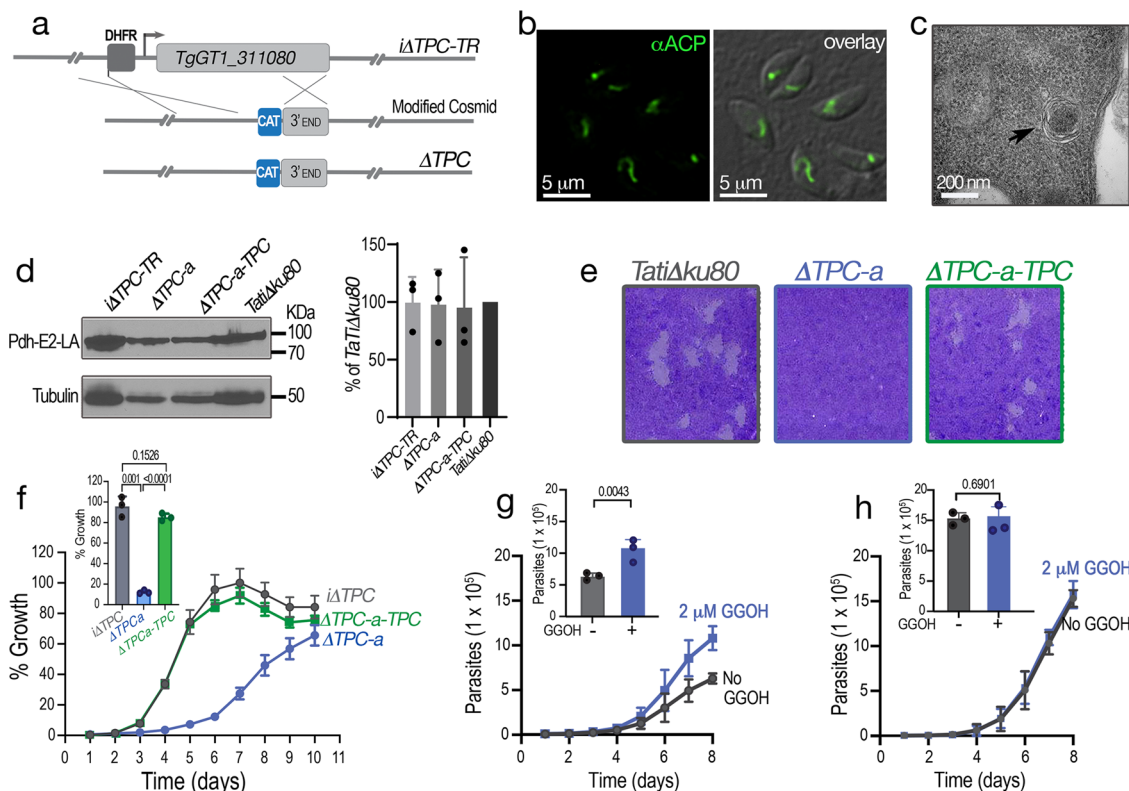 a
DHFR
TgGT1_311080
iΔTPC-TR
Modified Cosmid
CAT
3' END
ΔTPC
CAT
3' END
b
αACP
overlay
5 μm
5 μm
c
200 nm
d
iΔTPC-TR
ΔTPC-a
ΔTPC-a-TPC
TatiΔku80
KDa
Pdh-E2-LA
100
70
Tubulin
50
% of TaTiΔku80
150
100
50
0
iΔTPC-TR
ΔTPC-a
ΔTPC-a-TPC
TatiΔku80
e
TatiΔku80
ΔTPC-a
ΔTPC-a-TPC
f
0.1526
0.001
<0.0001
% Growth
100
80
60
40
20
0
iΔTPC
ΔTPCa
ΔTPCa-TPC
% Growth
120
100
80
60
40
20
0
iΔTPC
ΔTPC-a-TPC
ΔTPC-a
0 1 2 3 4 5 6 7 8 9 10 11
Time (days)
g
0.0043
Parasites (1 x 10⁵)
20
15
10
5
0
GGOH - +
Parasites (1 x 10⁵)
20
15
10
5
0
2 μM GGOH
No
GGOH
0 2 4 6 8
Time (days)
h
0.6901
Parasites (1 x 10⁵)
20
15
10
5
0
GGOH - +
Parasites (1 x 10⁵)
20
15
10
5
0
2 μM GGOH
No GGOH
0 2 4 6 8
Time (days)